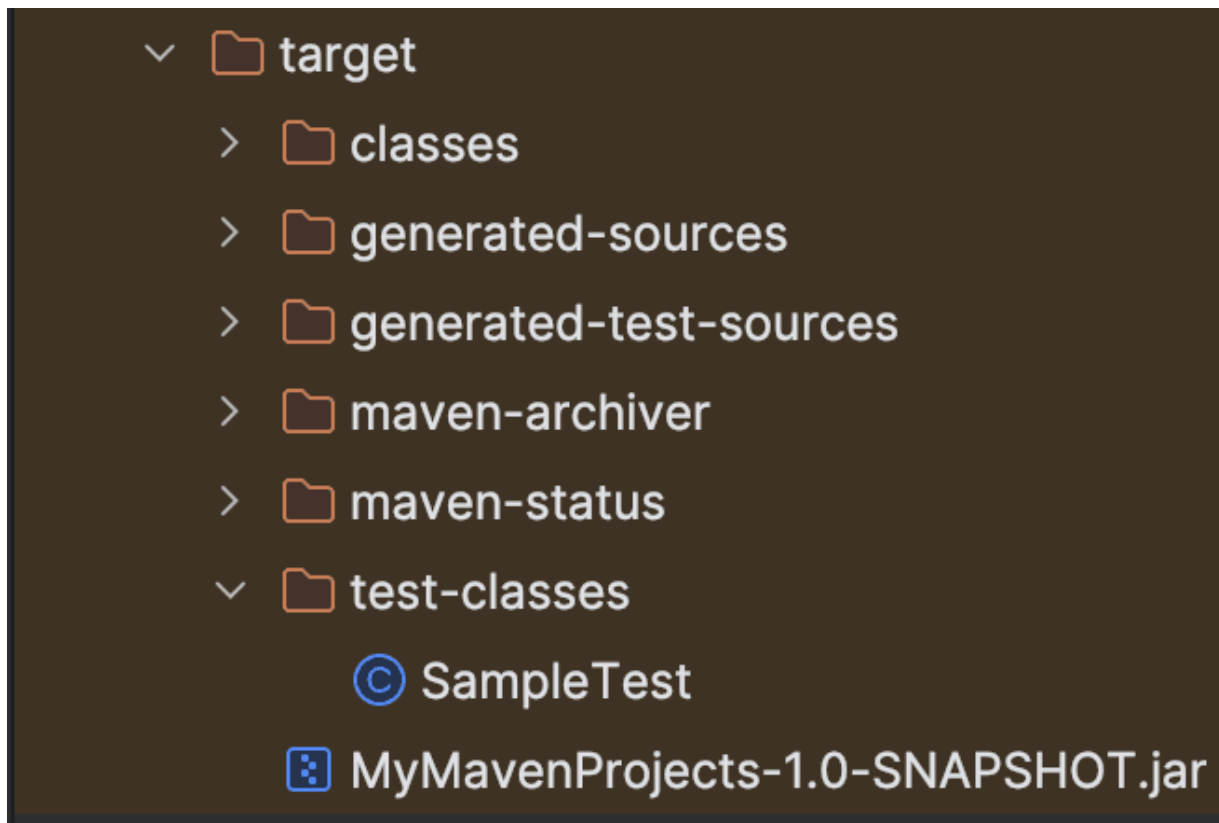 target
classes
generated-sources
generated-test-sources
maven-archiver
maven-status
test-classes
SampleTest
MyMavenProjects-1.0-SNAPSHOT.jar